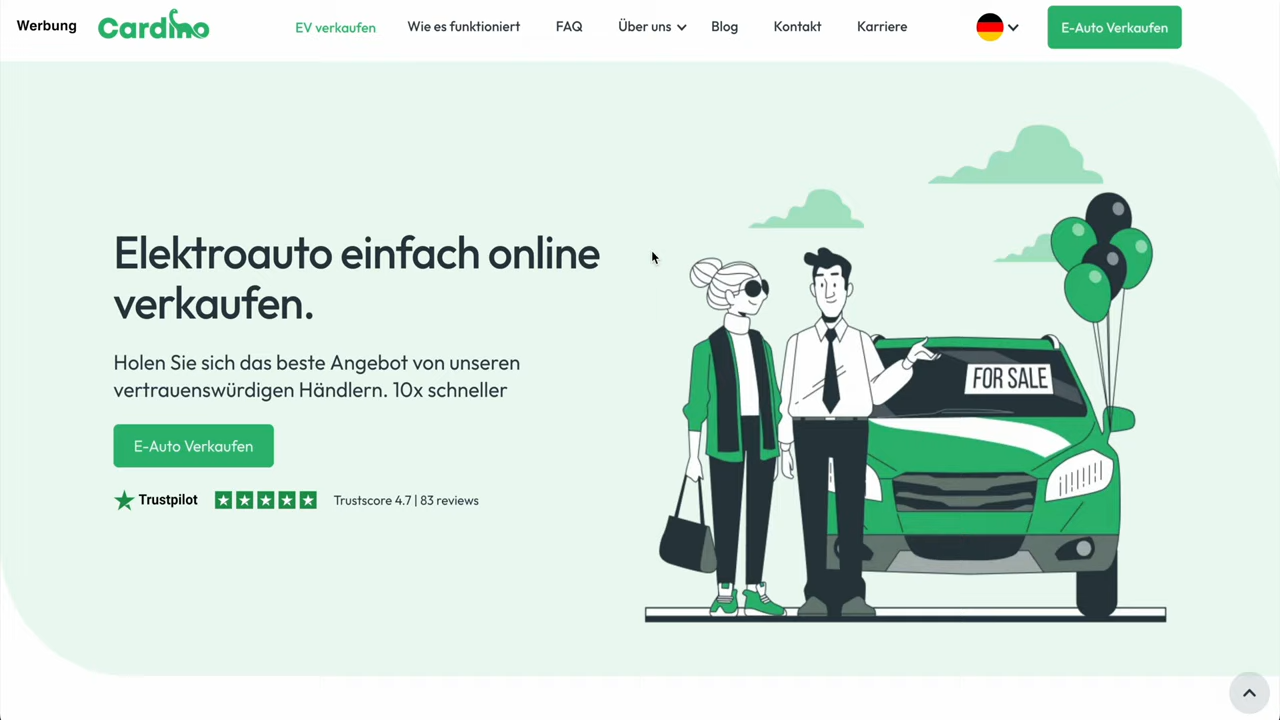 Werbung
Cardino
EV verkaufen
Wie es funktioniert
FAQ
Über uns
Blog
Kontakt
Karriere
E-Auto Verkaufen
Elektroauto einfach online
verkaufen.
Holen Sie sich das beste Angebot von unseren
vertrauenswürdigen Händlern. 10x schneller
E-Auto Verkaufen
Trustpilot
Trustscore 4.7 | 83 reviews
FOR SALE